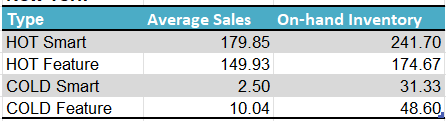 Type Average Sales On-hand Inventory
HOT Smart 179.85 241.70
HOT Feature 149.93 174.67
COLD Smart 2.50 31.33
COLD Feature 10.04 48.60